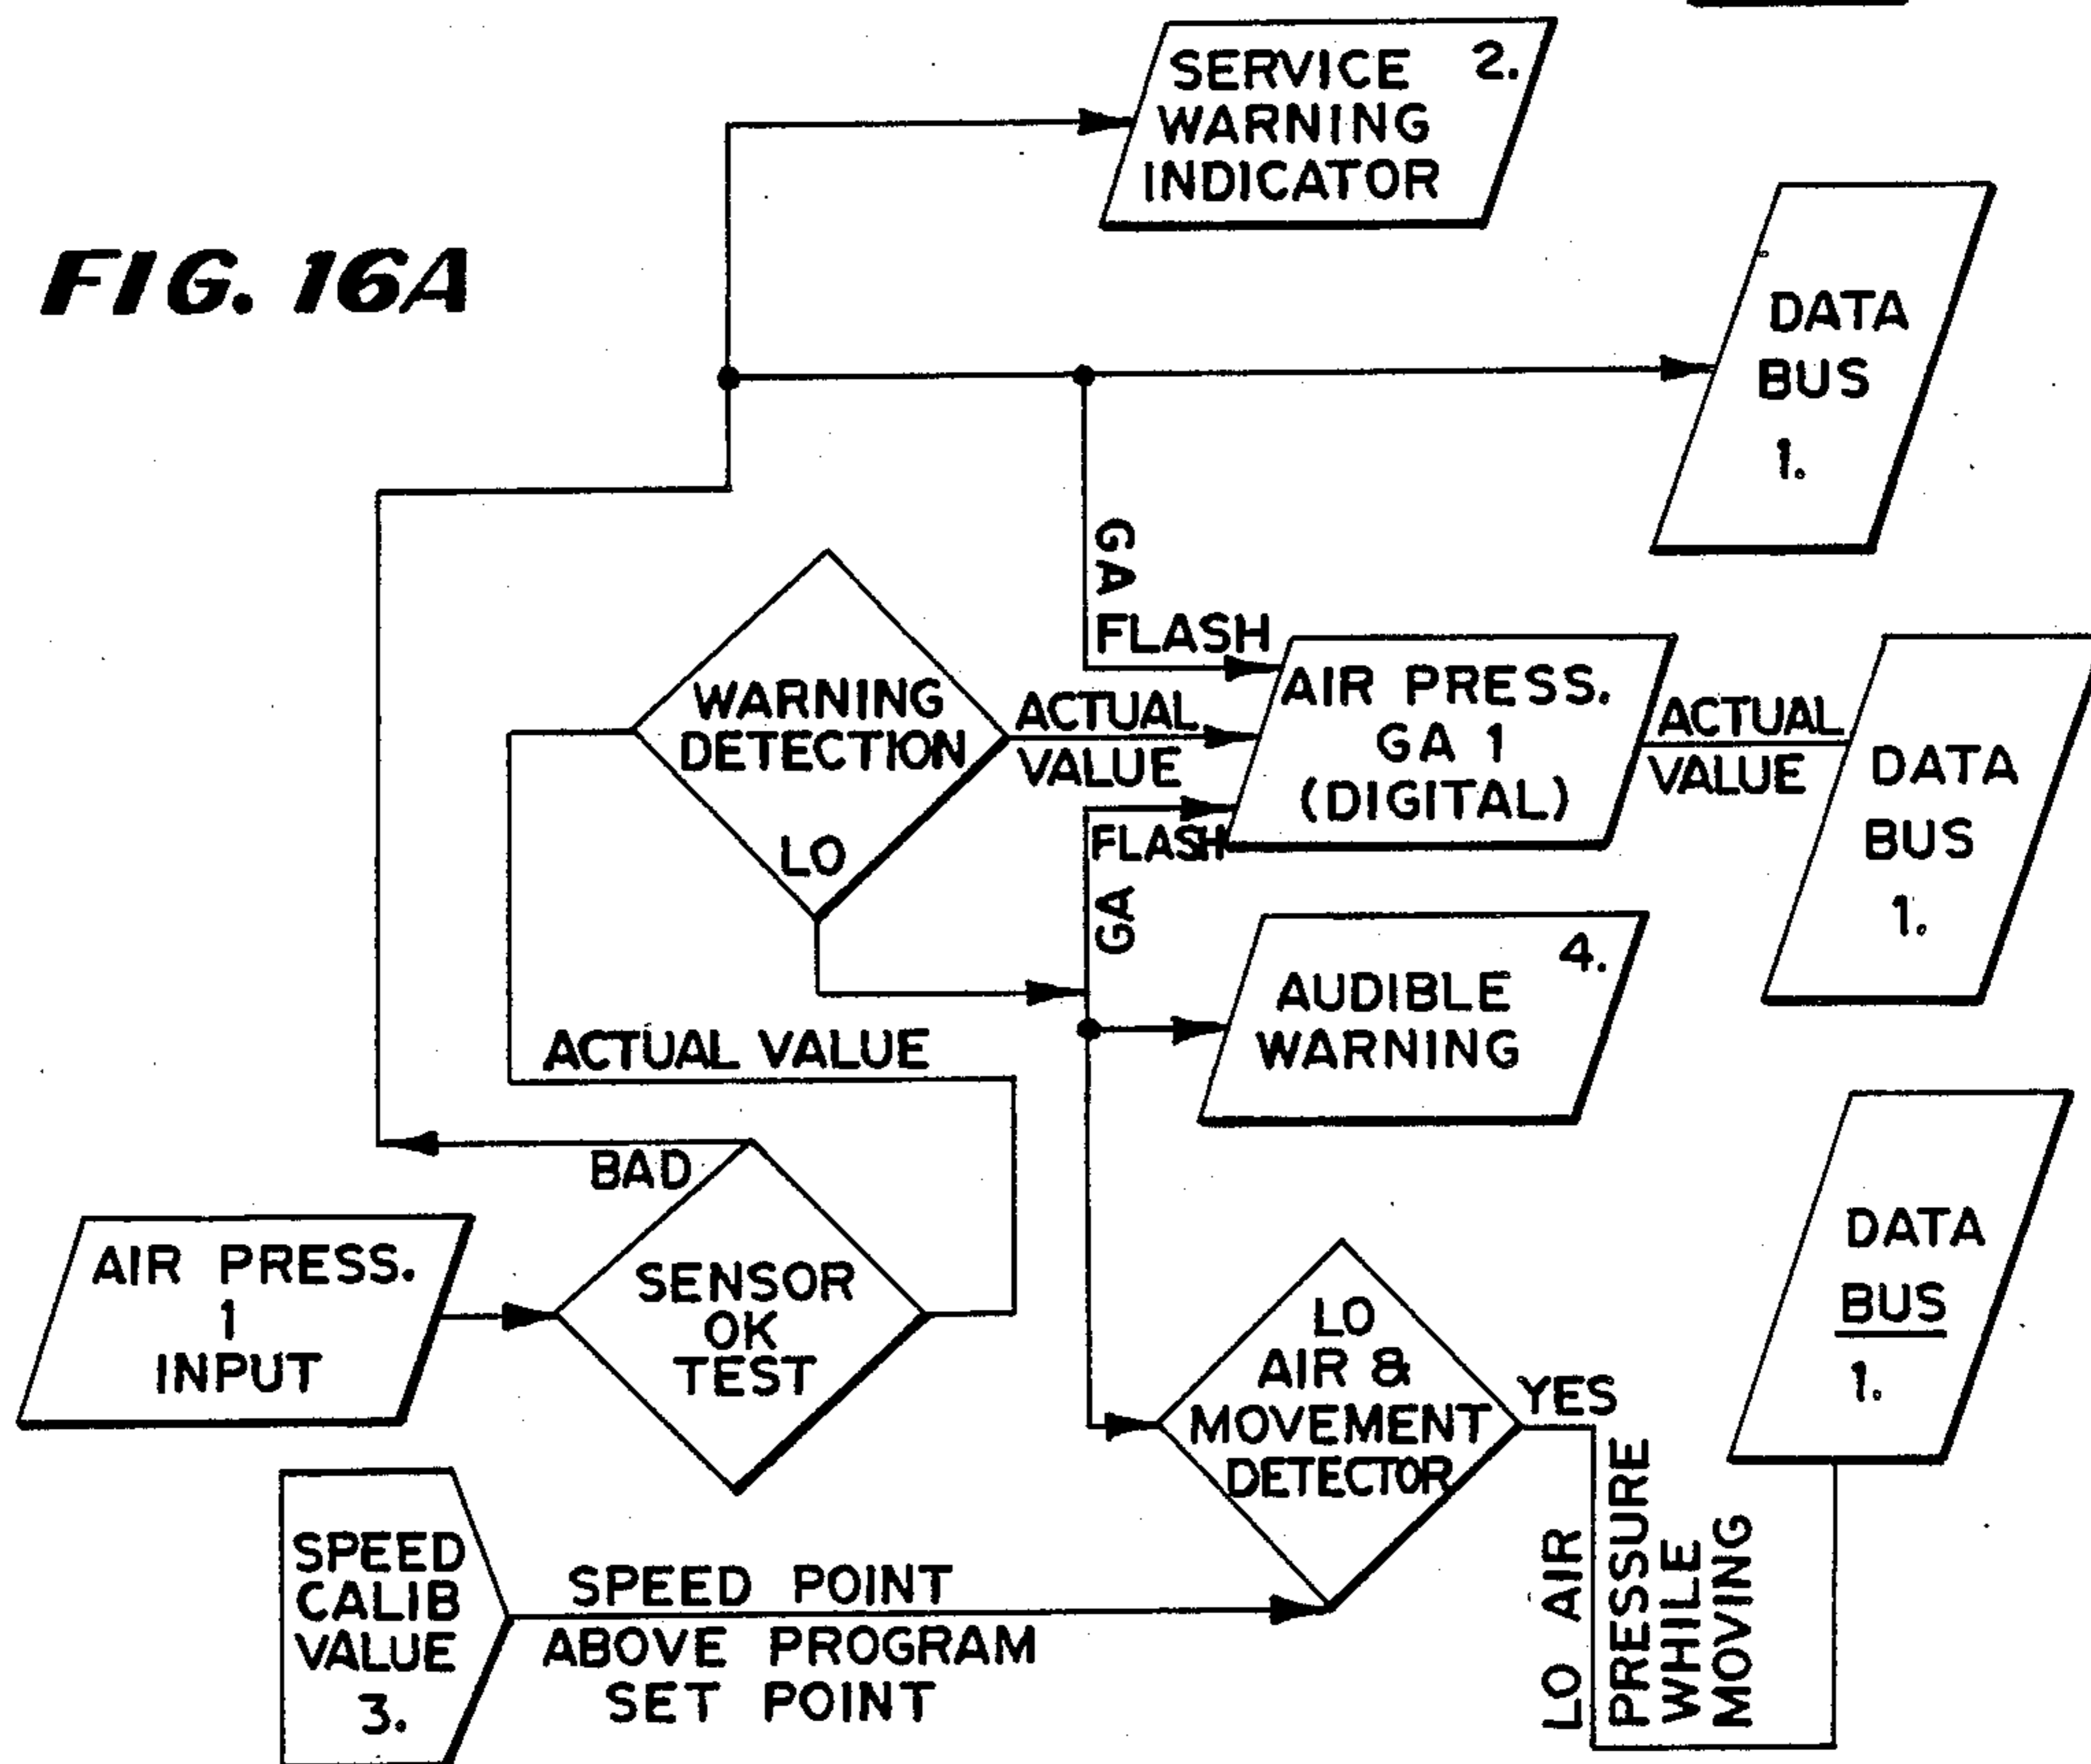 FIG. 16A
SERVICE 2.
WARNING
INDICATOR
DATA
BUS
1.
GA
FLASH
WARNING
DETECTION
LO
ACTUAL
VALUE
AIR PRESS.
GA 1
(DIGITAL)
ACTUAL
VALUE
DATA
BUS
1.
FLASH
GA
4.
AUDIBLE
WARNING
ACTUAL VALUE
BAD
AIR PRESS.
1
INPUT
SENSOR
OK
TEST
LO
AIR &
MOVEMENT
DETECTOR
YES
DATA
BUS
1.
LO AIR
PRESSURE
WHILE
MOVING
SPEED
CALIB
VALUE
3.
SPEED POINT
ABOVE PROGRAM
SET POINT